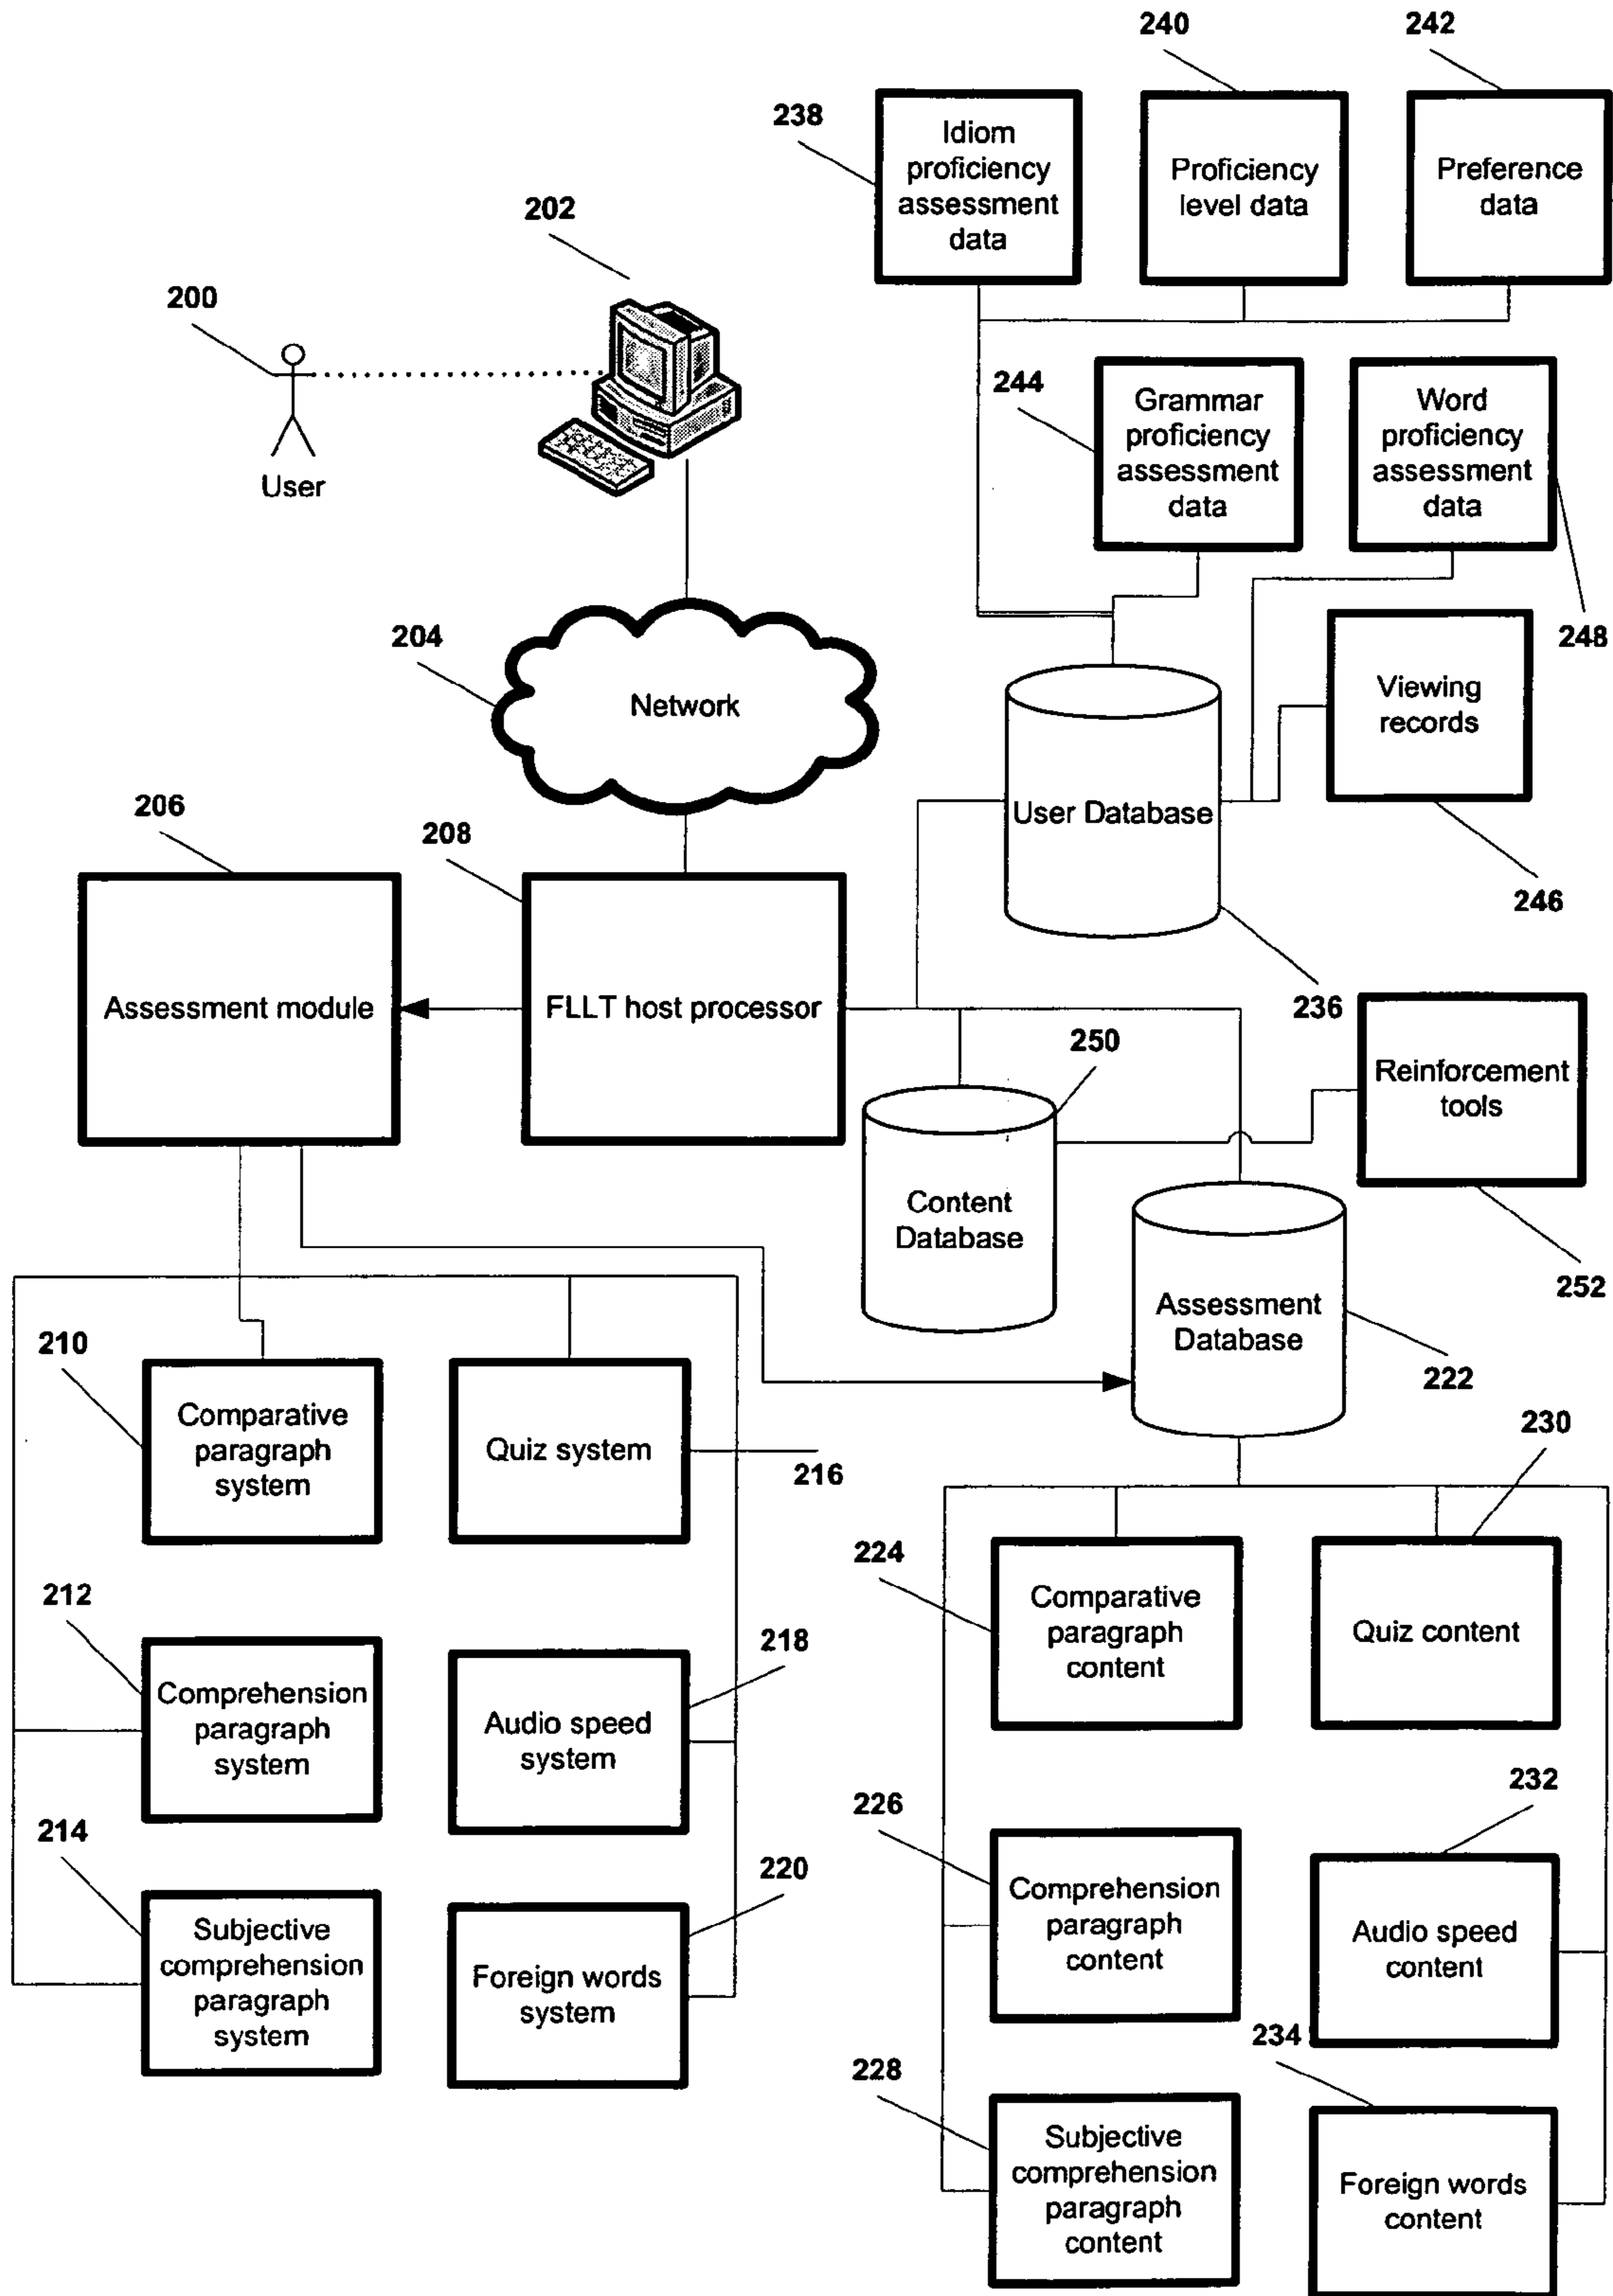 240
242
238
Idiom
proficiency
assessment
data
Proficiency
level data
Preference
data
202
200
User
244
Grammar
proficiency
assessment
data
Word
proficiency
assessment
data
248
204
Network
Viewing
records
246
User Database
236
206
208
Assessment module
FLLT host processor
250
Reinforcement
tools
252
Content
Database
Assessment
Database
222
210
Comparative
paragraph
system
Quiz system
216
230
224
Comparative
paragraph
content
Quiz content
212
Comprehension
paragraph
system
218
Audio speed
system
226
Comprehension
paragraph
content
232
Audio speed
content
214
Subjective
comprehension
paragraph
system
220
Foreign words
system
228
Subjective
comprehension
paragraph
content
234
Foreign words
content